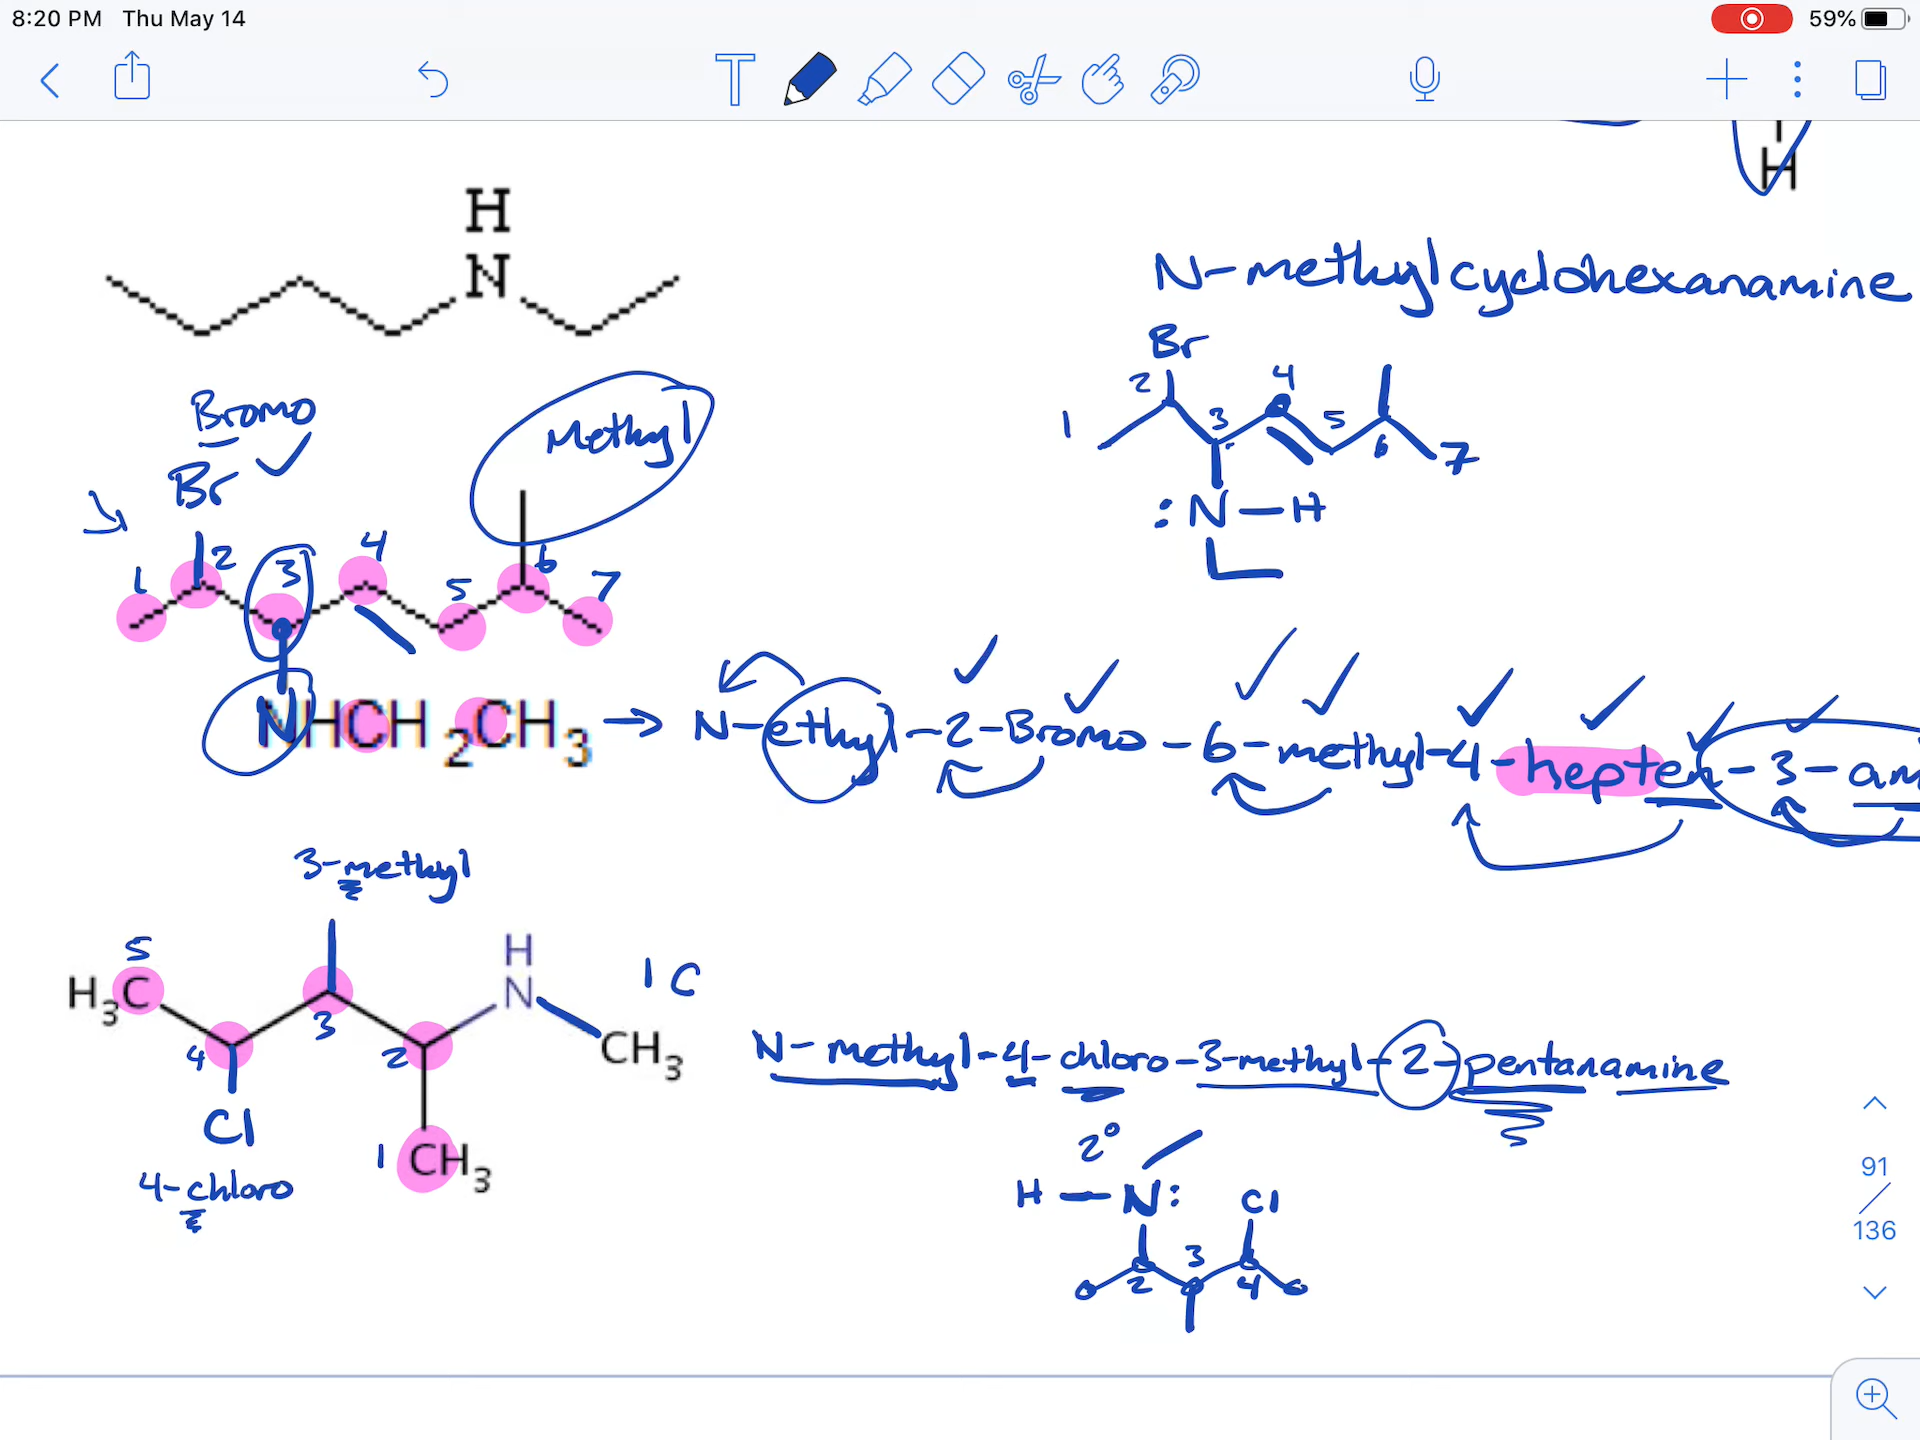 8:20 PM Thu May 14
59%
T
H
H
N
N-methylcyclohexanamine
Br
2
4
1
3
5
6
7
:N-H
Bromo
Methyl
Br
1
2
3
4
5
6
7
NHCH2CH3 → N-ethyl-2-Bromo-6-methyl-4-hepten-3-am
3-methyl
5
H
1 C
H3C
N
3
4
2
CH3
N-methyl-4-chloro-3-methyl-2-pentanamine
Cl
1 CH3
4-chloro
2°
H-N:
Cl
3
2
4
91
/
136